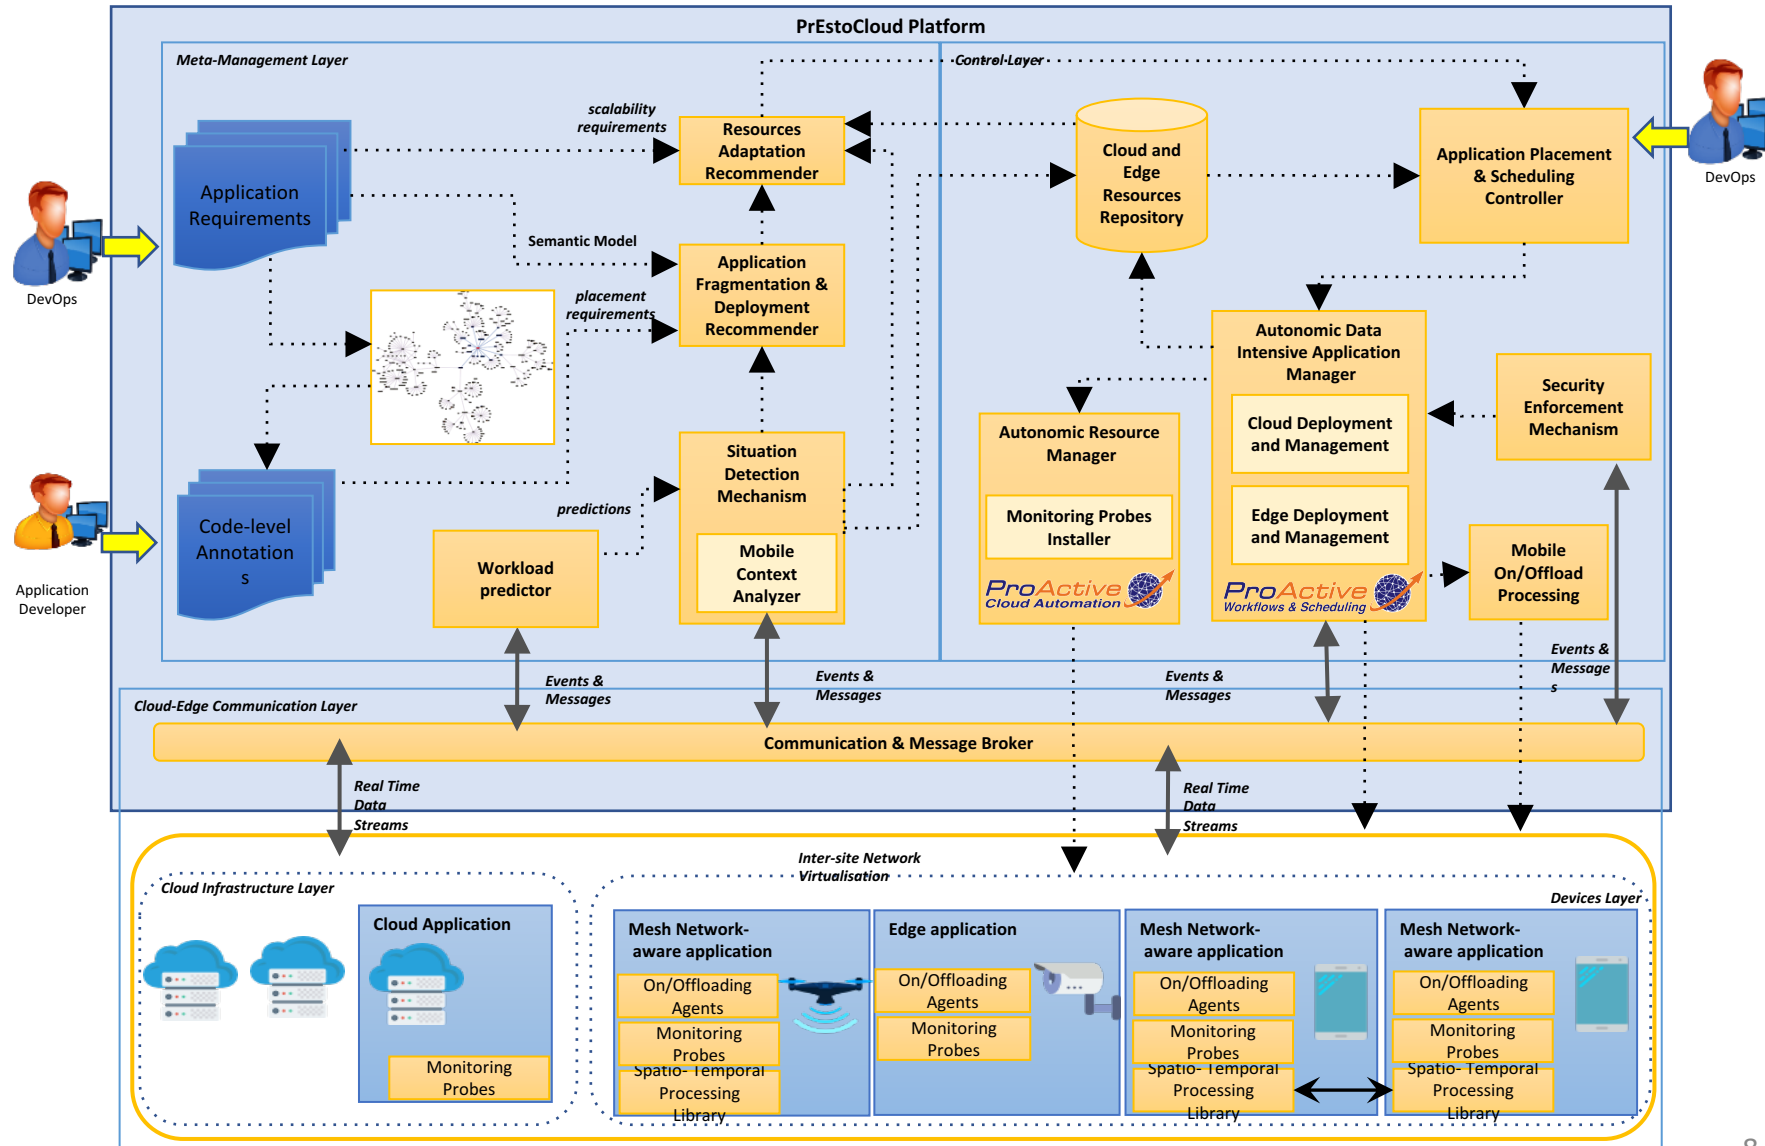 PrEstoCloud Platform
Meta-Management Layer
Control Layer
scalability
requirements
Resources
Adaptation
Recommender
Application
Requirements
Cloud and
Edge
Resources
Repository
Application Placement
& Scheduling
Controller
DevOps
DevOps
Semantic Model
Application
Fragmentation &
Deployment
Recommender
placement
requirements
Autonomic Data
Intensive Application
Manager
Cloud Deployment
and Management
Edge Deployment
and Management
ProActive
Workflows & Scheduling
Security
Enforcement
Mechanism
Autonomic Resource
Manager
Monitoring Probes
Installer
ProActive
Cloud Automation
Situation
Detection
Mechanism
Mobile
Context
Analyzer
predictions
Workload
predictor
Code-level
Annotation
s
Application
Developer
Mobile
On/Offload
Processing
Events &
Messages
Events &
Messages
Events &
Messages
Events &
Message
s
Cloud-Edge Communication Layer
Communication & Message Broker
Real Time
Data
Streams
Real Time
Data
Streams
Inter-site Network
Virtualisation
Cloud Infrastructure Layer
Devices Layer
Cloud Application
Monitoring
Probes
Mesh Network-
aware application
On/Offloading
Agents
Monitoring
Probes
Spatio- Temporal
Processing
Library
Edge application
On/Offloading
Agents
Monitoring
Probes
Mesh Network-
aware application
On/Offloading
Agents
Monitoring
Probes
Spatio- Temporal
Processing
Library
Mesh Network-
aware application
On/Offloading
Agents
Monitoring
Probes
Spatio- Temporal
Processing
Library
8